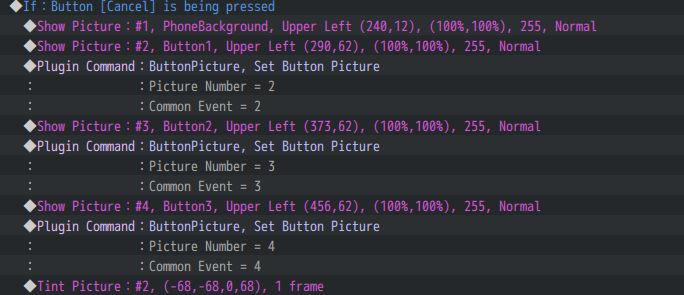 ◆If：Button [Cancel] is being pressed
◆Show Picture：#1, PhoneBackground, Upper Left (240,12), (100%,100%), 255, Normal
◆Show Picture：#2, Button1, Upper Left (290,62), (100%,100%), 255, Normal
◆Plugin Command：ButtonPicture, Set Button Picture
：　　　　　　　：Picture Number = 2
：　　　　　　　：Common Event = 2
◆Show Picture：#3, Button2, Upper Left (373,62), (100%,100%), 255, Normal
◆Plugin Command：ButtonPicture, Set Button Picture
：　　　　　　　：Picture Number = 3
：　　　　　　　：Common Event = 3
◆Show Picture：#4, Button3, Upper Left (456,62), (100%,100%), 255, Normal
◆Plugin Command：ButtonPicture, Set Button Picture
：　　　　　　　：Picture Number = 4
：　　　　　　　：Common Event = 4
◆Tint Picture：#2, (-68,-68,0,68), 1 frame